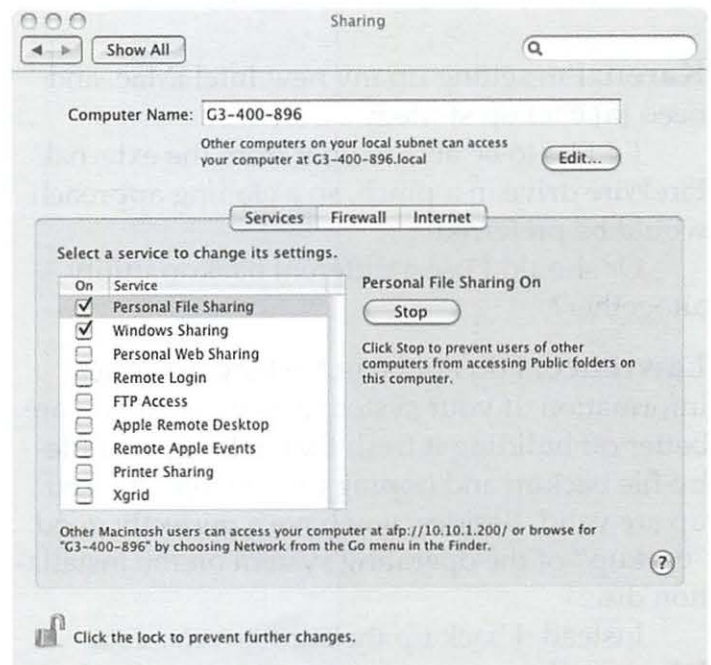 Sharing
Show All
Computer Name: G3-400-896
Other computers on your local subnet can access
your computer at G3-400-896.local
Edit...
Services Firewall Internet
Select a service to change its settings.
On Service
Personal File Sharing
Windows Sharing
Personal Web Sharing
Remote Login
FTP Access
Apple Remote Desktop
Remote Apple Events
Printer Sharing
Xgrid
Personal File Sharing On
Stop
Click Stop to prevent users of other
computers from accessing Public folders on
this computer.
Other Macintosh users can access your computer at afp://10.10.1.200/ or browse for
"G3-400-896" by choosing Network from the Go menu in the Finder.
?
Click the lock to prevent further changes.